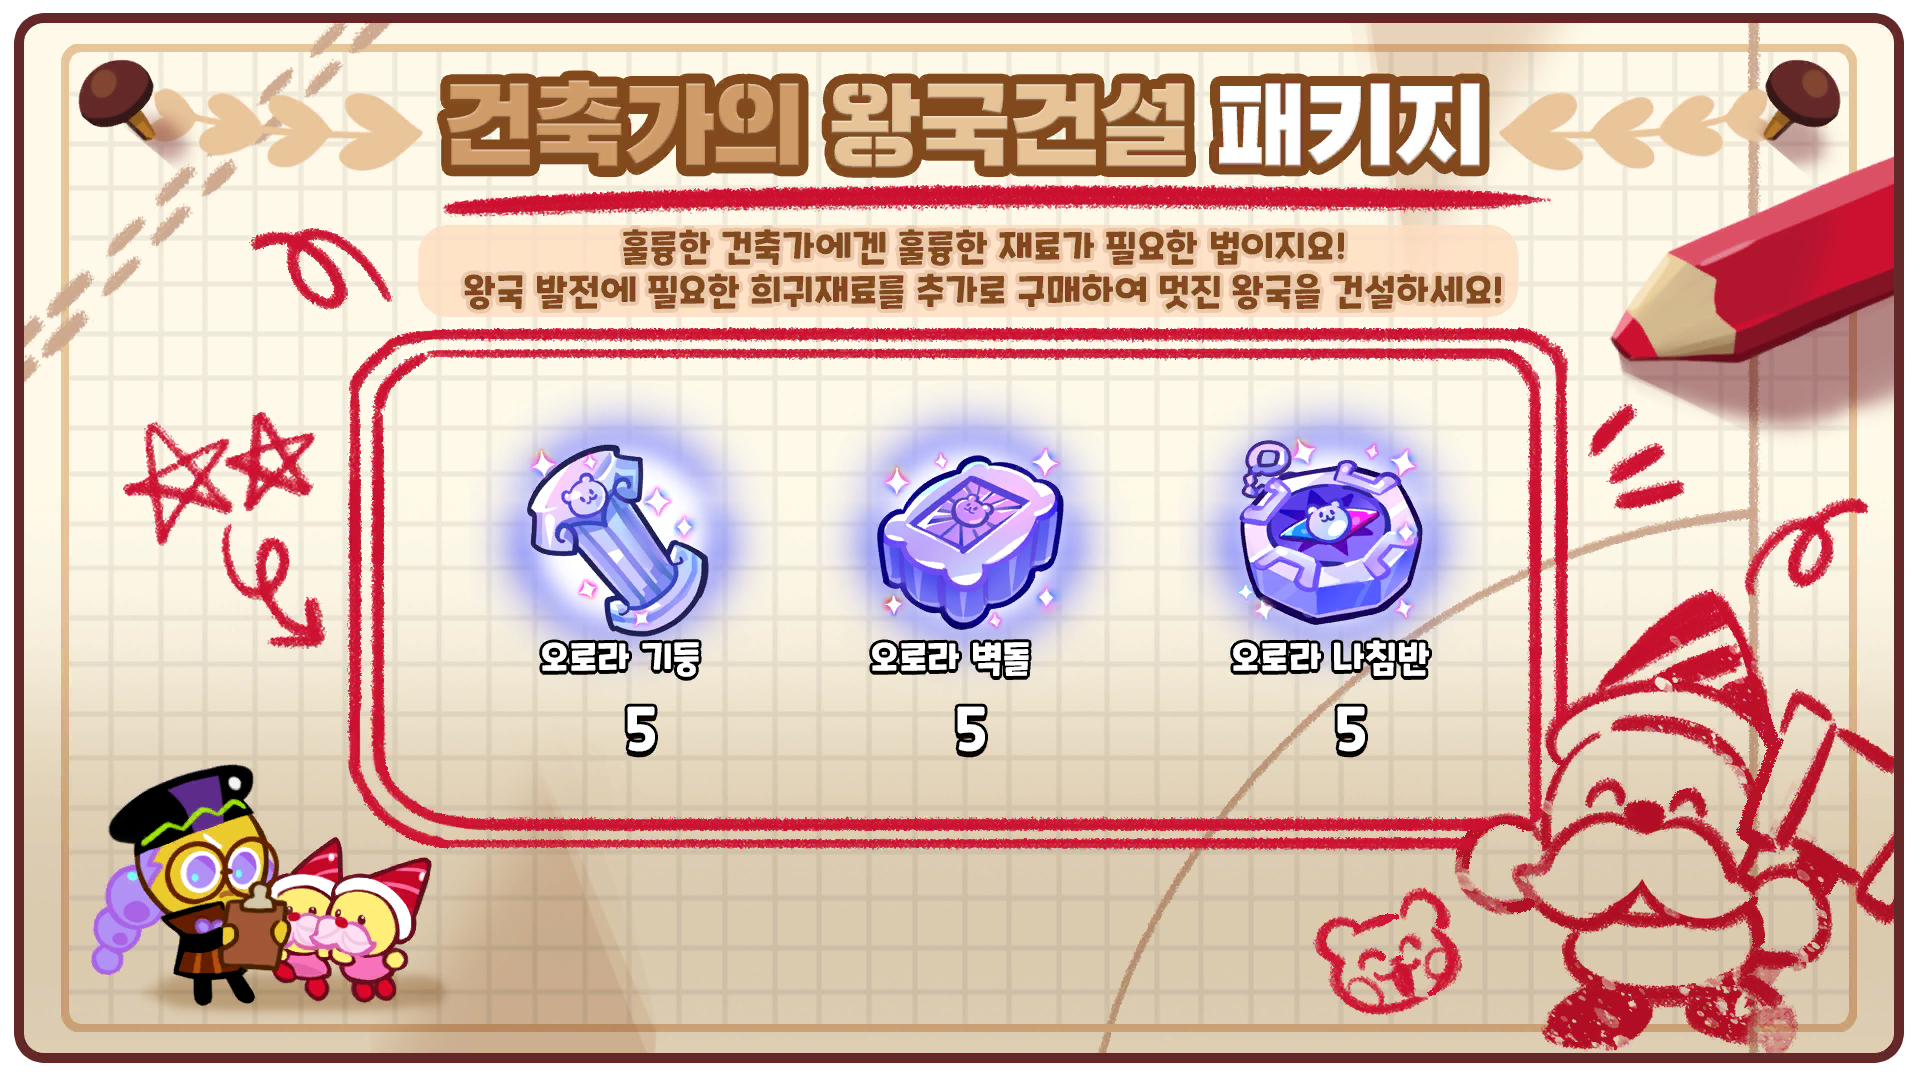 건축가의 왕국건설 패키지
훌륭한 건축가에겐 훌륭한 재료가 필요한 법이지요!
왕국 발전에 필요한 희귀재료를 추가로 구매하여 멋진 왕국을 건설하세요!
오로라 기둥
오로라 벽돌
오로라 나침반
5
5
5